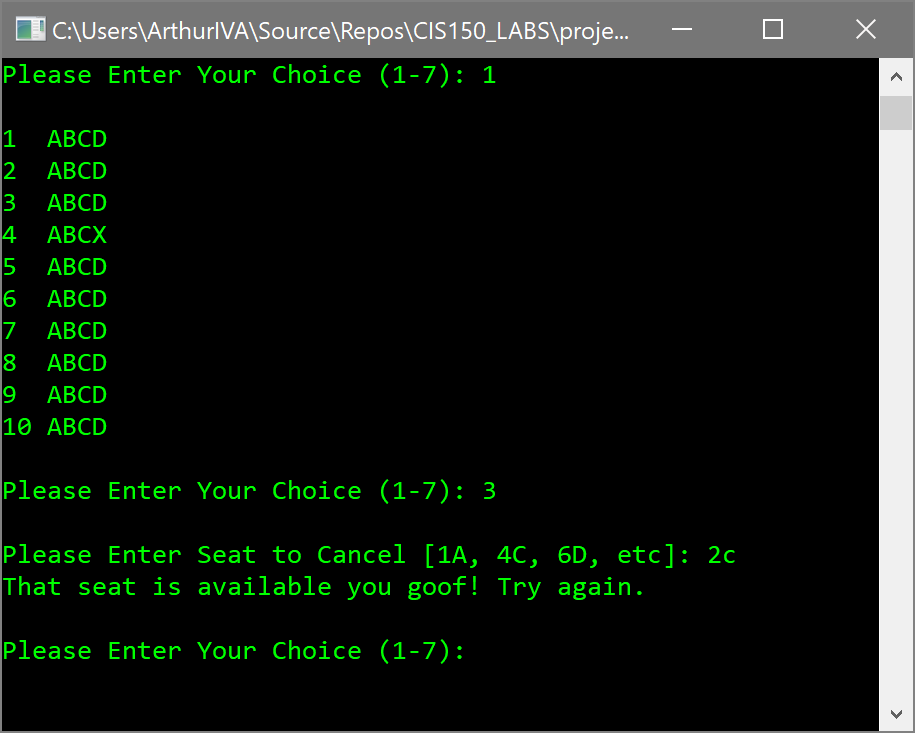 C:\Users\ArthurIVA\Source\Repos\CIS150_LABS\proje...
Please Enter Your Choice (1-7): 1
1  ABCD
2  ABCD
3  ABCD
4  ABCX
5  ABCD
6  ABCD
7  ABCD
8  ABCD
9  ABCD
10 ABCD
Please Enter Your Choice (1-7): 3
Please Enter Seat to Cancel [1A, 4C, 6D, etc]: 2c
That seat is available you goof! Try again.
Please Enter Your Choice (1-7):